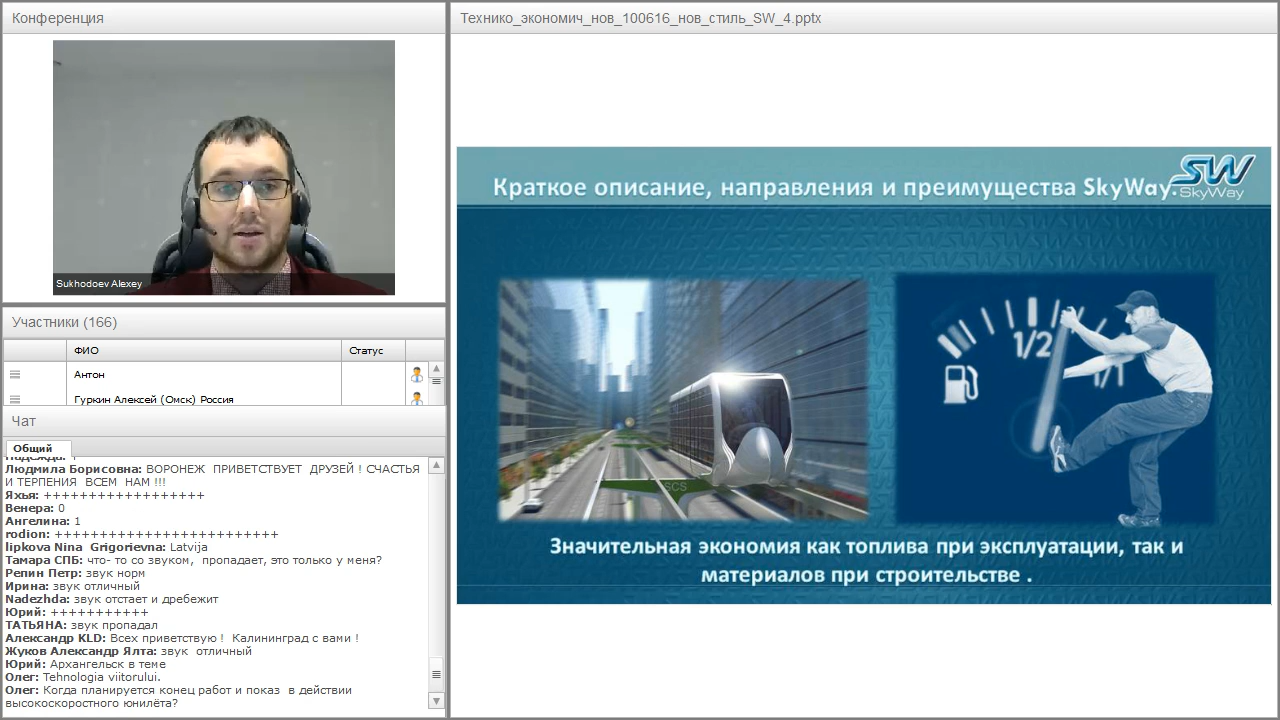 Конференция
Sukhodoev Alexey
Участники (166)
ФИО
Статус
Антон
Гуркин Алексей (Омск) Россия
Чат
Общий
Людмила Борисовна: ВОРОНЕЖ ПРИВЕТСТВУЕТ ДРУЗЕЙ ! СЧАСТЬЯ
И ТЕРПЕНИЯ ВСЕМ НАМ !!!
Яхья: ++++++++++++++++++
Венера: 0
Ангелина: 1
rodion: +++++++++++++++++++++++++
lipkova Nina Grigorievna: Latvija
Тамара СПБ: что- то со звуком, пропадает, это только у меня?
Репин Петр: звук норм
Ирина: звук отличный
Nadezhda: звук отстает и дребежит
Юрий: +++++++++++
ТАТЬЯНА: звук пропадал
Александр KLD: Всех приветствую ! Калининград с вами !
Жуков Александр Ялта: звук отличный
Юрий: Архангельск в теме
Олег: Tehnologia viitorului.
Олег: Когда планируется конец работ и показ в действии
высокоскоростного юнилёта?
Технико_экономич_нов_100616_нов_стиль_SW_4.pptx
Краткое описание, направления и преимущества SkyWay.
SW
SkyWay
SCS
1/2
1/1
Значительная экономия как топлива при эксплуатации, так и
материалов при строительстве .